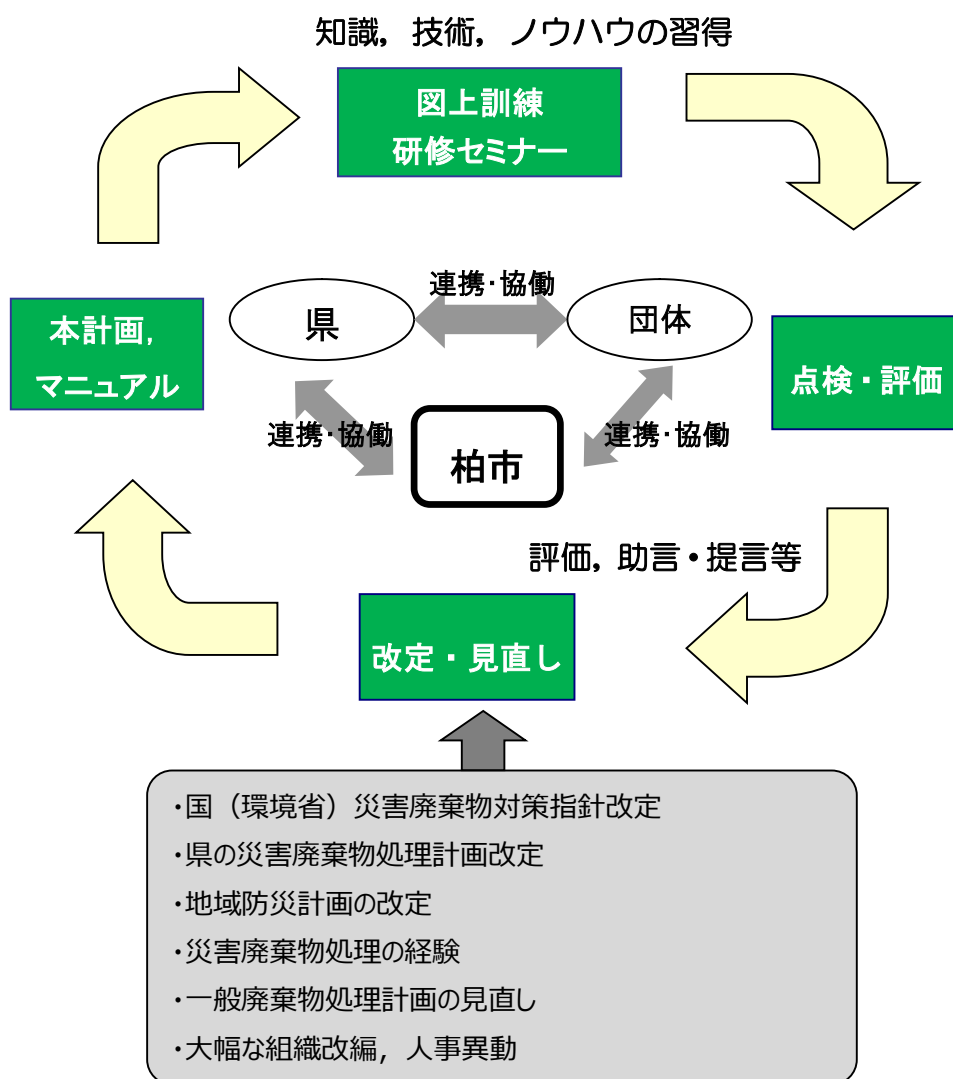 知識，技術，ノウハウの習得
図上訓練
研修セミナー
連携・協働
県
団体
本計画，
マニュアル
点検・評価
連携・協働
連携・協働
柏市
評価，助言・提言等
改定・見直し
・国（環境省）災害廃棄物対策指針改定
・県の災害廃棄物処理計画改定
・地域防災計画の改定
・災害廃棄物処理の経験
・一般廃棄物処理計画の見直し
・大幅な組織改編，人事異動